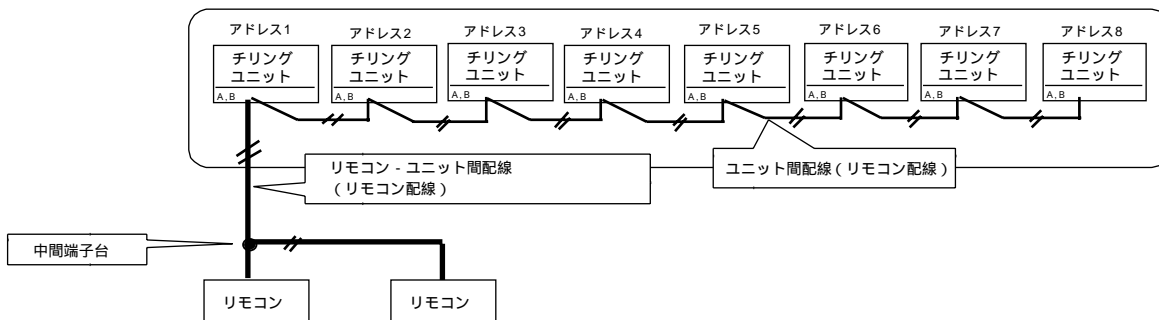 アドレス1
アドレス2
アドレス3
アドレス4
アドレス5
アドレス6
アドレス7
アドレス8
チリング
ユニット
A, B
チリング
ユニット
A, B
チリング
ユニット
A, B
チリング
ユニット
A, B
チリング
ユニット
A, B
チリング
ユニット
A, B
チリング
ユニット
A, B
チリング
ユニット
A, B
リモコン - ユニット間配線
（リモコン配線）
ユニット間配線（リモコン配線）
中間端子台
リモコン
リモコン